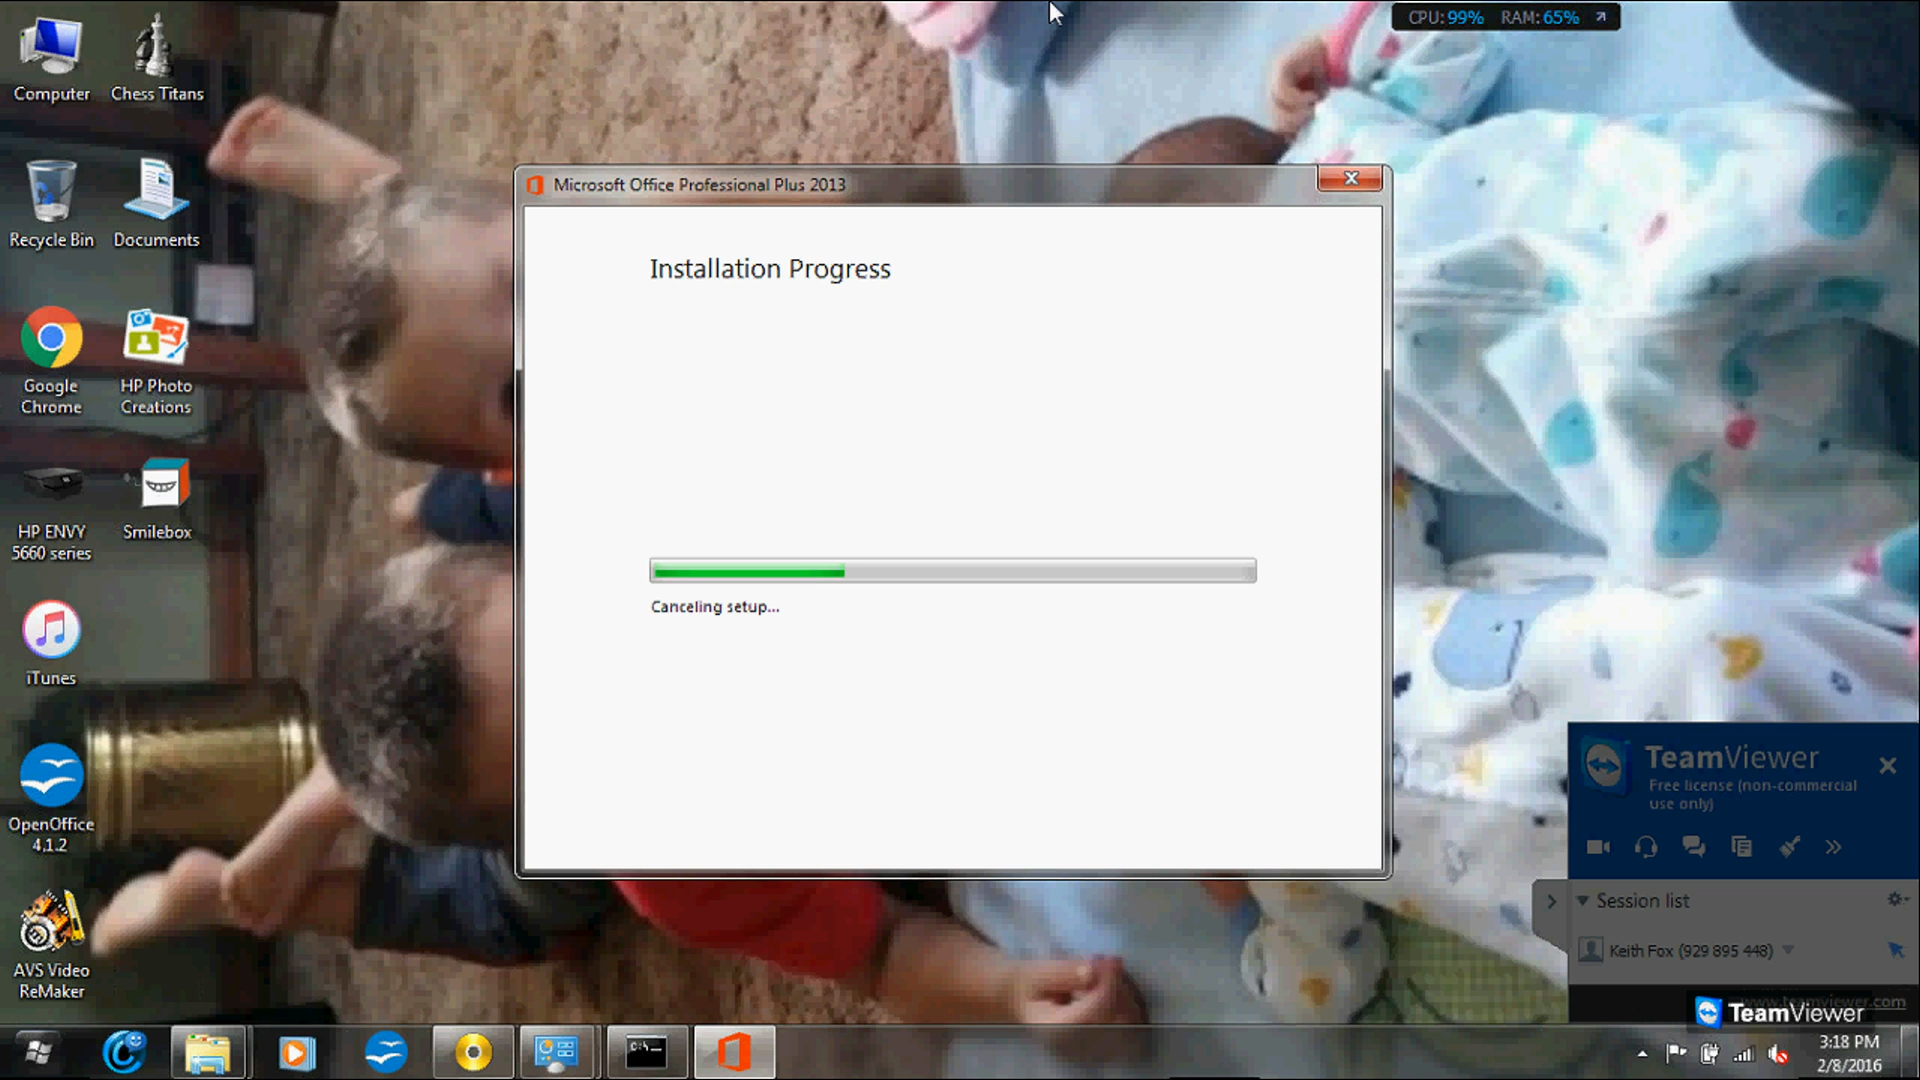 CPU: 99% RAM: 65%
Computer
Chess Titans
Recycle Bin
Documents
Google
Chrome
HP Photo
Creations
HP ENVY
5660 series
Smilebox
iTunes
OpenOffice
4.1.2
AVS Video
ReMaker
Microsoft Office Professional Plus 2013
Installation Progress
Canceling setup...
TeamViewer
Free license (non-commercial
use only)
Session list
Keith Fox (929 895 448)
www.teamviewer.com
TeamViewer
C:\.
3:18 PM
2/8/2016